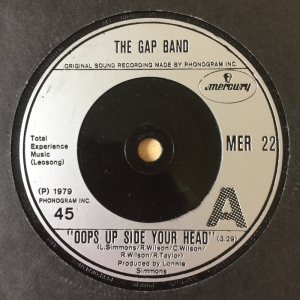 THE GAP BAND
ORIGINAL SOUND RECORDING MADE BY PHONOGRAM INC.
mercury
Total
Experience
Music
(Leosong)
MER 22
(P) 1979
PHONOGRAM INC.
45
A
"OOPS UP SIDE YOUR HEAD" (3.29)
(L.Simmons/R.Wilson/C.Wilson/
R.Wilson/R.Taylor)
Produced by Lonnie
Simmons